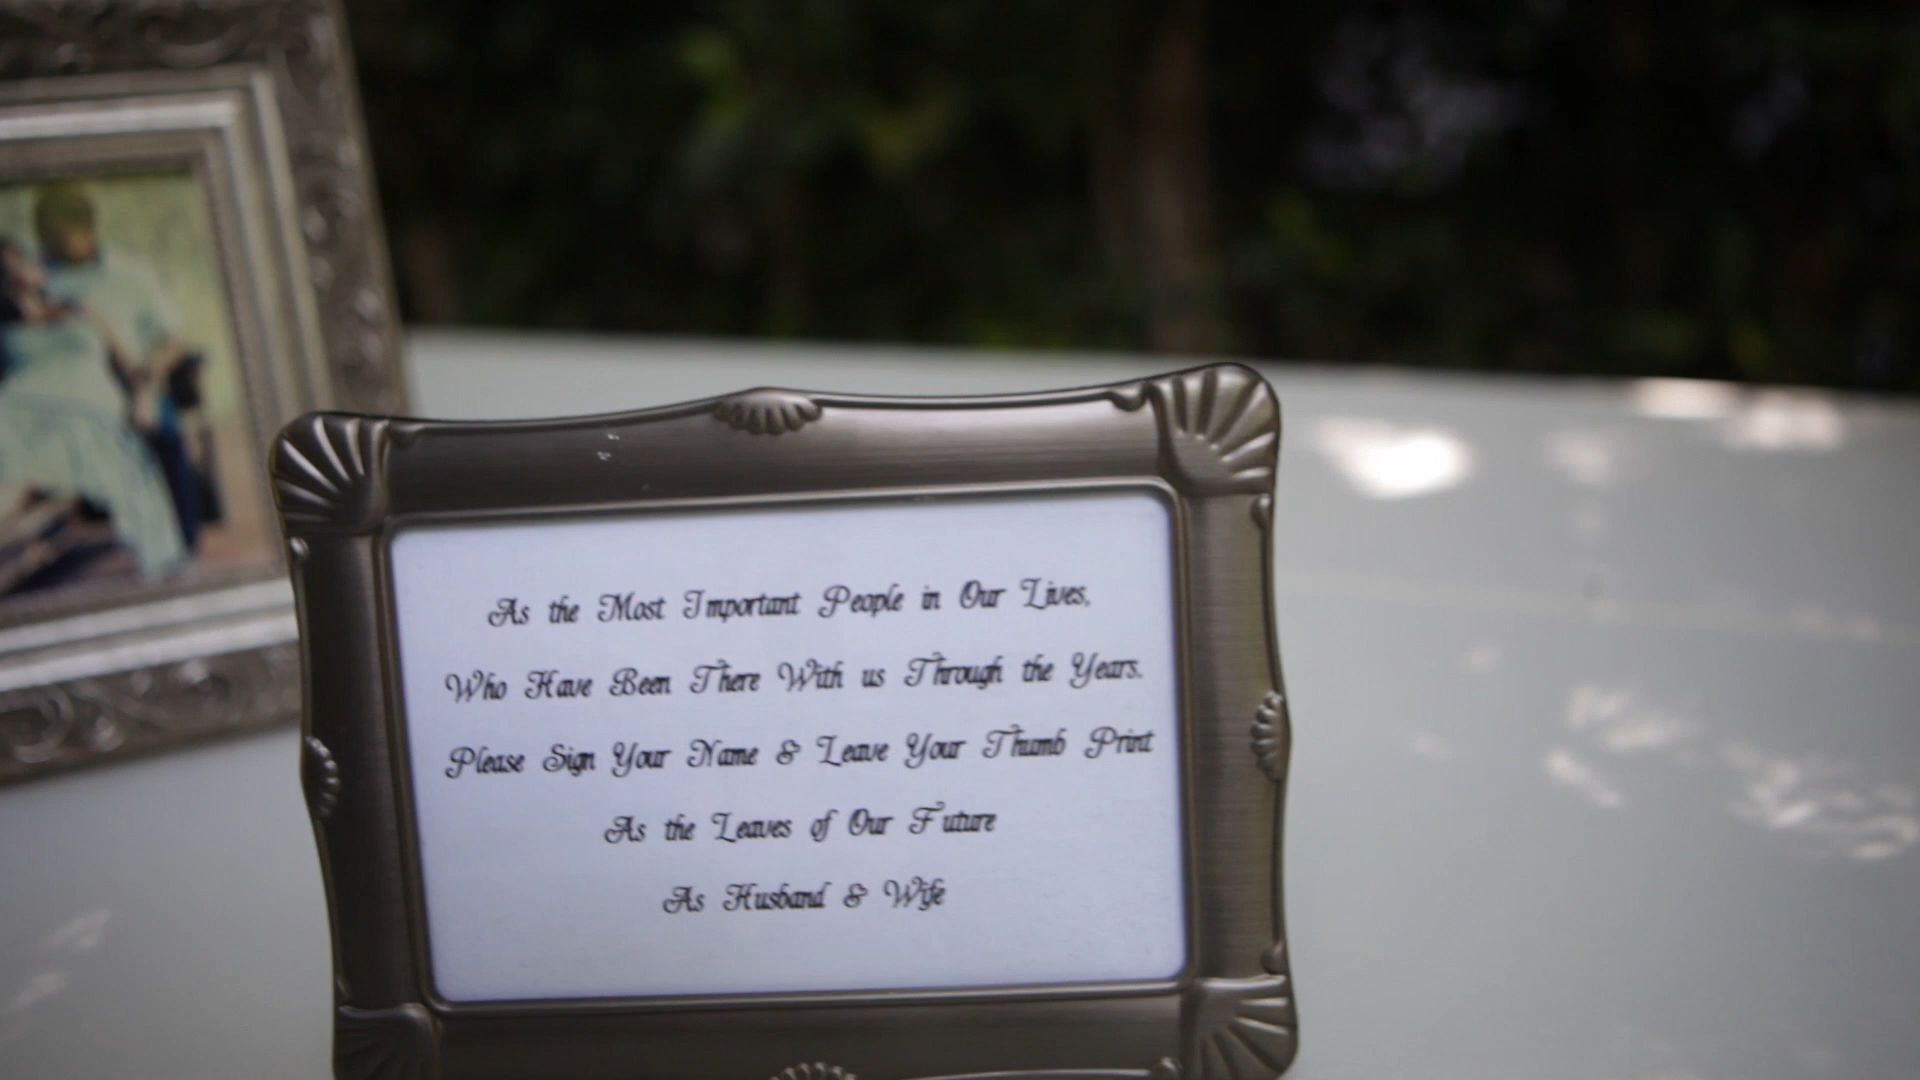 As the Most Important People in Our Lives,
Who Have Been There With us Through the Years.
Please Sign Your Name & Leave Your Thumb Print
As the Leaves of Our Future
As Husband & Wife